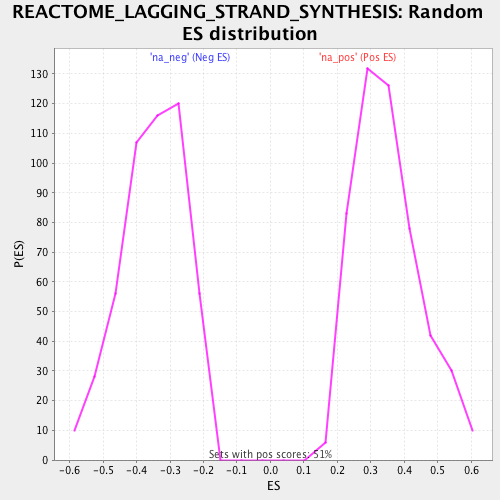 REACTOME_LAGGING_STRAND_SYNTHESIS: Random
ES distribution
'na_neg' (Neg ES)
'na_pos' (Pos ES)
130
120
110
100
90
80
70
60
50
40
30
20
10
0
P(ES)
Sets with pos scores: 51%
-0.6 -0.5 -0.4 -0.3 -0.2 -0.1 0.0 0.1 0.2 0.3 0.4 0.5 0.6
ES